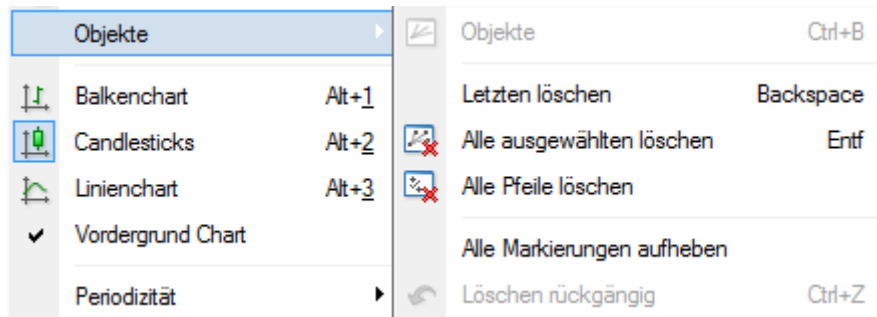 Objekte
Balkenchart Alt+1
Candlesticks Alt+2
Linienchart Alt+3
Vordergrund Chart
Periodizität
Objekte Ctrl+B
Letzten löschen Backspace
Alle ausgewählten löschen Entf
Alle Pfeile löschen
Alle Markierungen aufheben
Löschen rückgängig Ctrl+Z